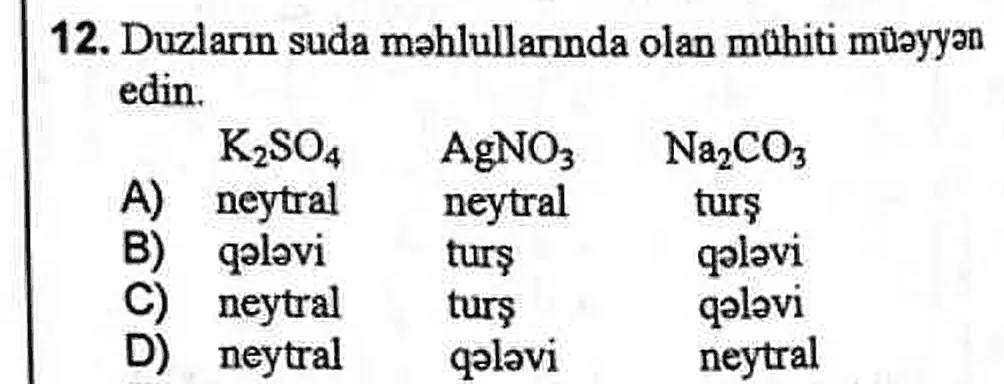 12. Duzların suda məhlullarında olan mühiti müəyyən
edin.
K₂SO₄ AgNO₃ Na₂CO₃
A) neytral neytral turş
B) qələvi turş qələvi
C) neytral turş qələvi
D) neytral qələvi neytral